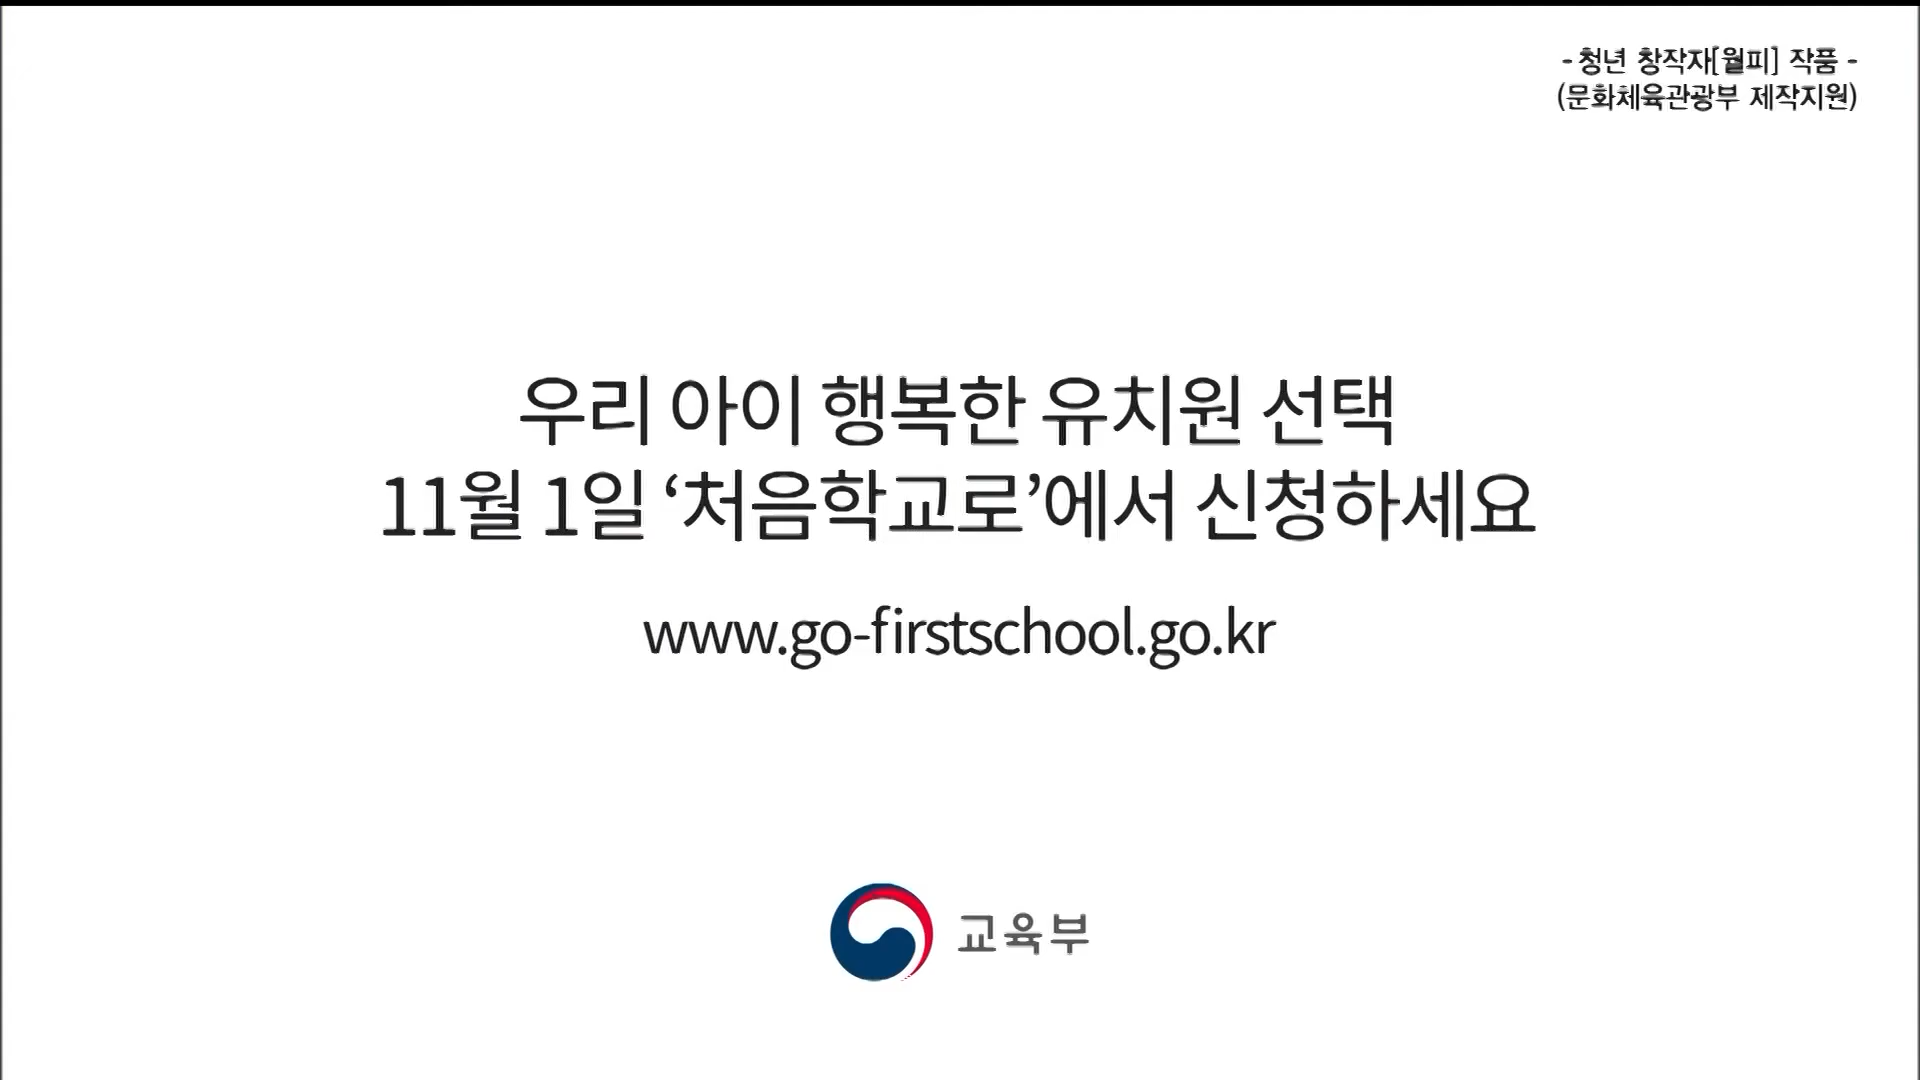 - 청년 창작자[월피] 작품 -
(문화체육관광부 제작지원)
우리 아이 행복한 유치원 선택
11월 1일 ‘처음학교로’에서 신청하세요
www.go-firstschool.go.kr
교육부